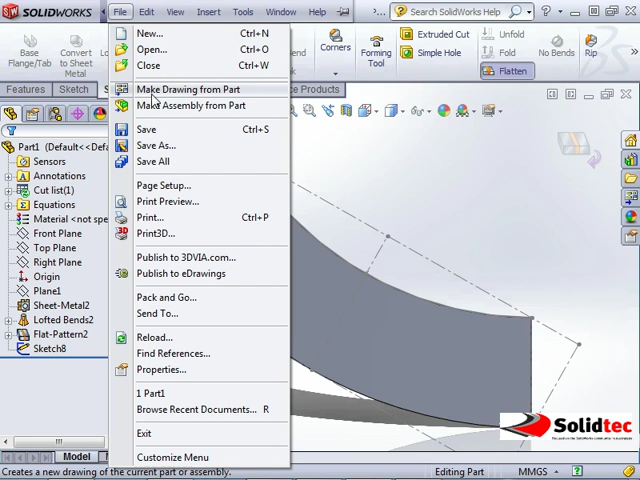 SOLIDWORKS
File Edit View Insert Tools Window Help
Search SolidWorks Help
Base Flange/Tab
Convert to Sheet Metal
Corners
Forming Tool
Extruded Cut
Simple Hole
Unfold
Fold
No Bends
Flatten
Features Sketch
Products
New... Ctrl+N
Open... Ctrl+O
Close Ctrl+W
Make Drawing from Part
Make Assembly from Part
Save Ctrl+S
Save As...
Save All
Page Setup...
Print Preview...
Print... Ctrl+P
Print3D...
Publish to 3DVIA.com...
Publish to eDrawings
Pack and Go...
Send To...
Reload...
Find References...
Properties...
1 Part1
Browse Recent Documents... R
Exit
Customize Menu
Part1 (Default<<Default
Sensors
Annotations
Cut list(1)
Equations
Material <not spe
Front Plane
Top Plane
Right Plane
Origin
Plane1
Sheet-Metal2
Lofted Bends2
Flat-Pattern2
Sketch8
Solidtec
Model
Creates a new drawing of the current part or assembly.
Editing Part
MMGS